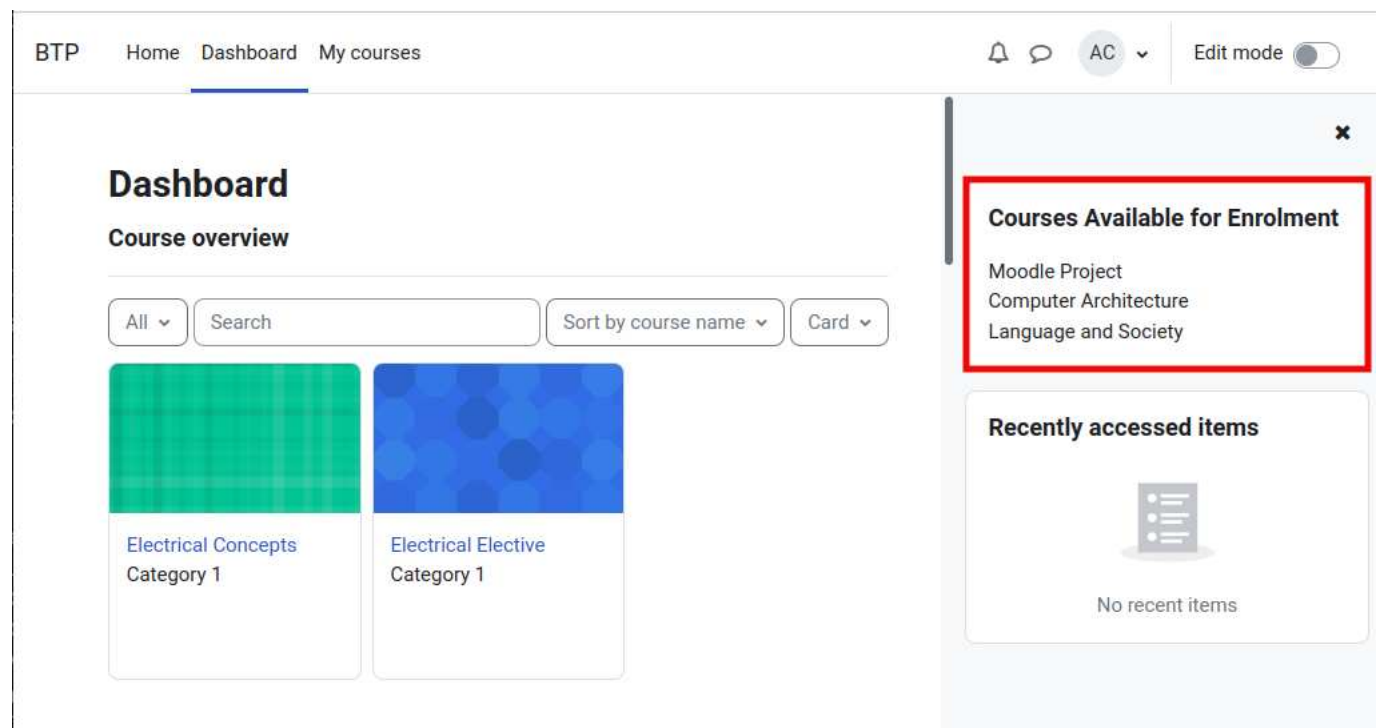 BTP Home Dashboard My courses AC Edit mode
Dashboard
Course overview
All Search Sort by course name Card
Electrical Concepts
Category 1
Electrical Elective
Category 1
Courses Available for Enrolment
Moodle Project
Computer Architecture
Language and Society
Recently accessed items
No recent items